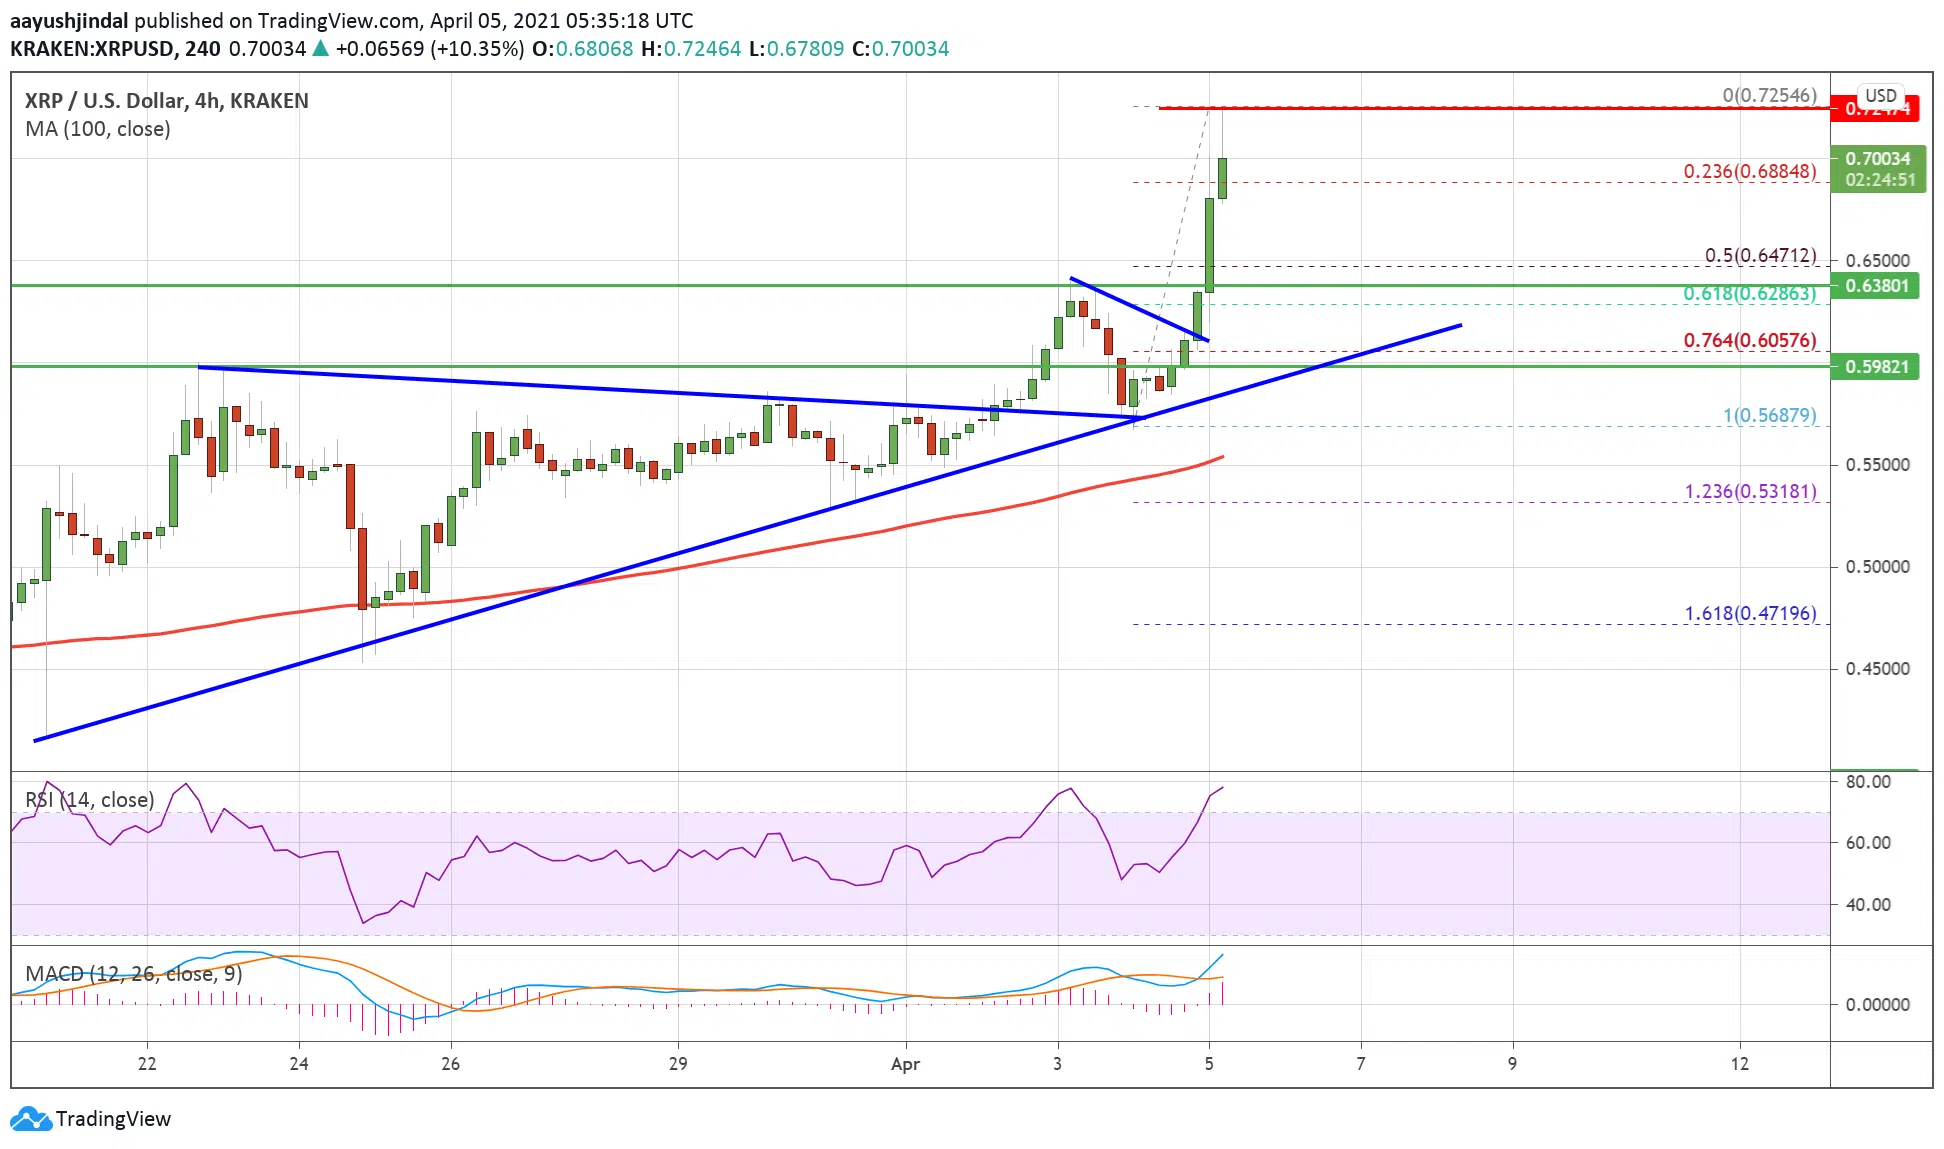 aayushjindal published on TradingView.com, April 05, 2021 05:35:18 UTC
KRAKEN:XRPUSD, 240 0.70034 ▲ +0.06569 (+10.35%) O:0.68068 H:0.72464 L:0.67809 C:0.70034
XRP / U.S. Dollar, 4h, KRAKEN
MA (100, close)
0(0.72546)
USD
0.72474
0.70034
02:24:51
0.236(0.68848)
0.5(0.64712)
0.65000
0.63801
0.618(0.62863)
0.764(0.60576)
0.59821
1(0.56879)
0.55000
1.236(0.53181)
0.50000
1.618(0.47196)
0.45000
RSI (14, close)
80.00
60.00
40.00
MACD (12, 26, close, 9)
0.00000
22 24 26 29 Apr 3 5 7 9 12
TradingView